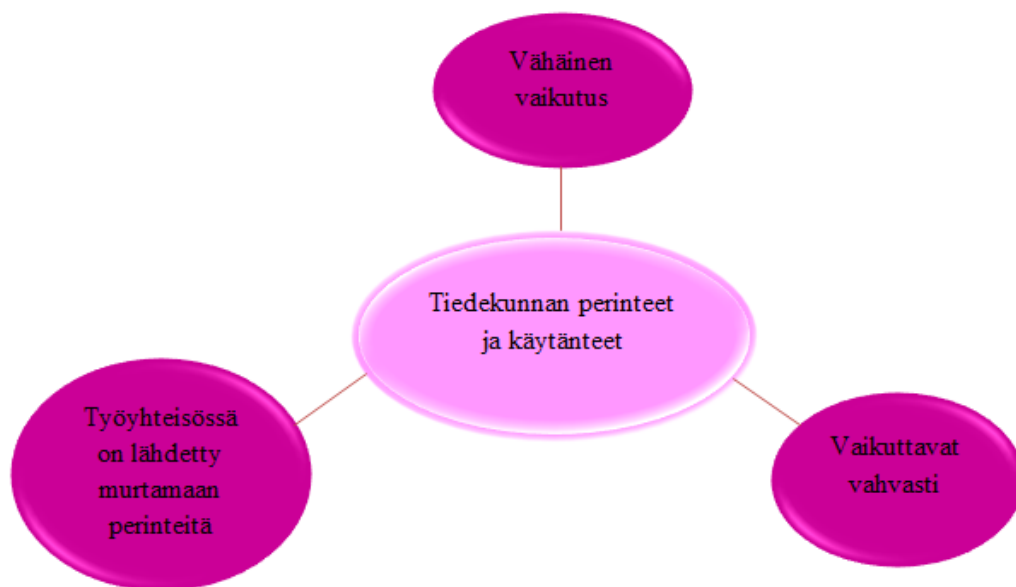 Vähäinen
vaikutus
Tiedekunnan perinteet
ja käytänteet
Työyhteisössä
on lähdetty
murtamaan
perinteitä
Vaikuttavat
vahvasti